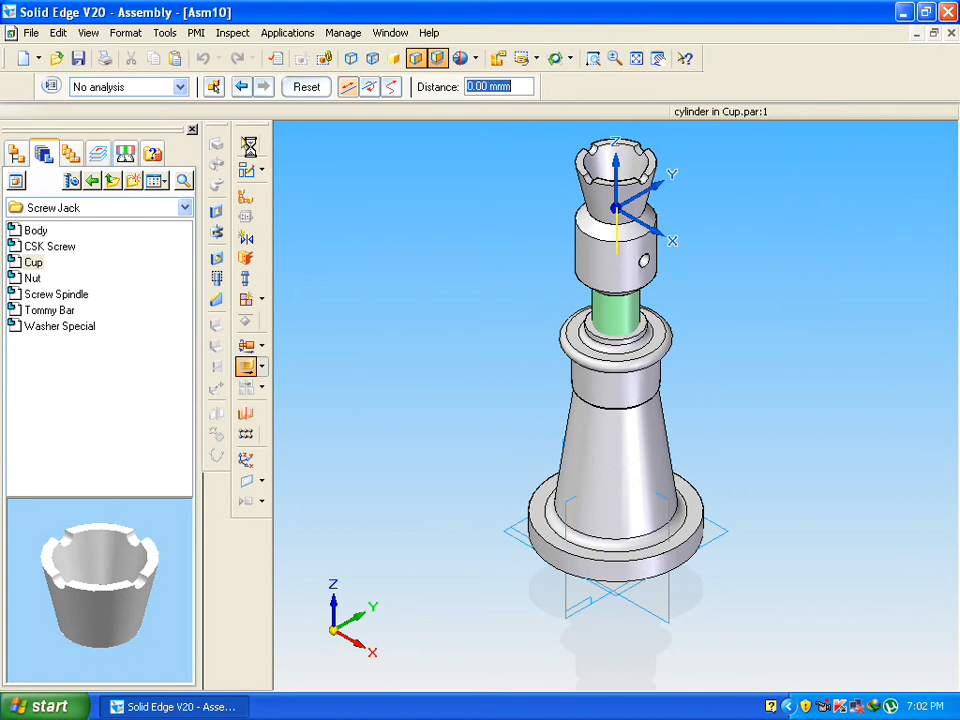 Solid Edge V20 - Assembly - [Asm10]
File Edit View Format Tools PMI Inspect Applications Manage Window Help
No analysis
Reset
Distance: 0.00 mm
cylinder in Cup.par:1
Screw Jack
Body
CSK Screw
Cup
Nut
Screw Spindle
Tommy Bar
Washer Special
Z
Y
X
Z
Y
X
start
Solid Edge V20 - Asse...
7:02 PM